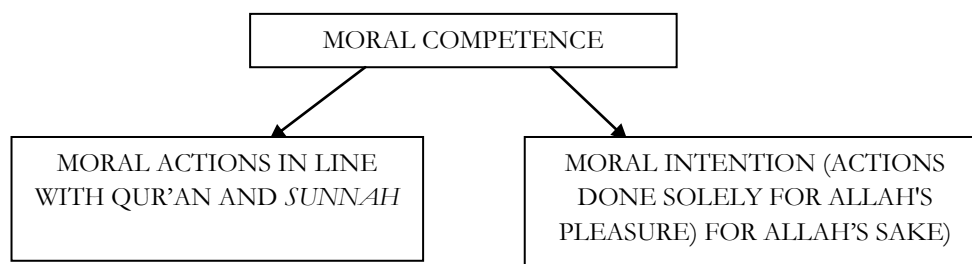 MORAL COMPETENCE
MORAL ACTIONS IN LINE
WITH QUR’AN AND SUNNAH
MORAL INTENTION (ACTIONS
DONE SOLELY FOR ALLAH'S
PLEASURE) FOR ALLAH’S SAKE)